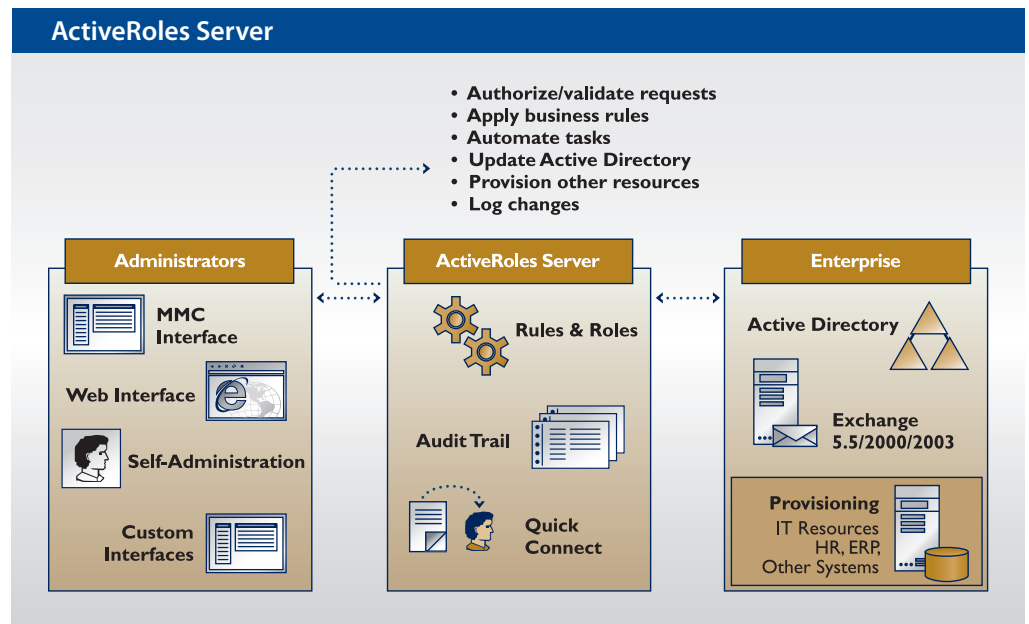 ActiveRoles Server
• Authorize/validate requests
• Apply business rules
• Automate tasks
• Update Active Directory
• Provision other resources
• Log changes
Administrators
MMC
Interface
Web Interface
Self-Administration
Custom
Interfaces
ActiveRoles Server
Rules & Roles
Audit Trail
Quick
Connect
Enterprise
Active Directory
Exchange
5.5/2000/2003
Provisioning
IT Resources
HR, ERP,
Other Systems